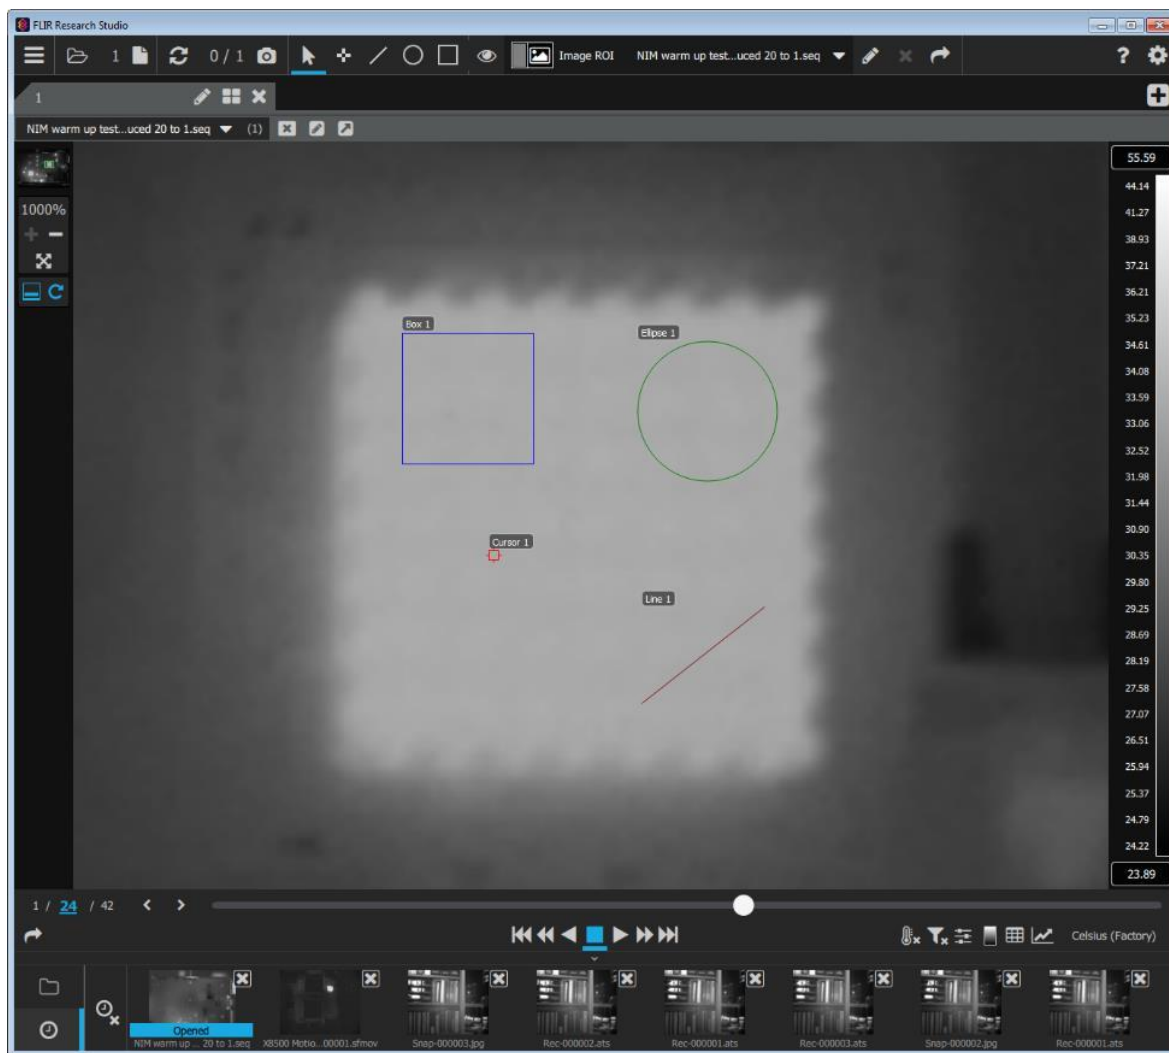 FLIR Research Studio
1 0 / 1 Image ROI NIM warm up test...uced 20 to 1.seq ?
1
NIM warm up test...uced 20 to 1.seq (1)
1000%
Box 1
Elipse 1
Cursor 1
Line 1
55.59
44.14
41.27
38.93
37.21
36.21
35.23
34.61
34.08
33.59
33.06
32.52
31.98
31.44
30.90
30.35
29.80
29.25
28.69
28.19
27.58
27.07
26.51
25.94
25.37
24.79
24.22
23.89
1 / 24 / 42
Celsius (Factory)
Opened
NIM warm up ... 20 to 1.seq X8500 Motio...00001.sfmov Snap-000003.jpg Rec-000002.ats Rec-000001.ats Rec-000003.ats Snap-000002.jpg Rec-000001.ats